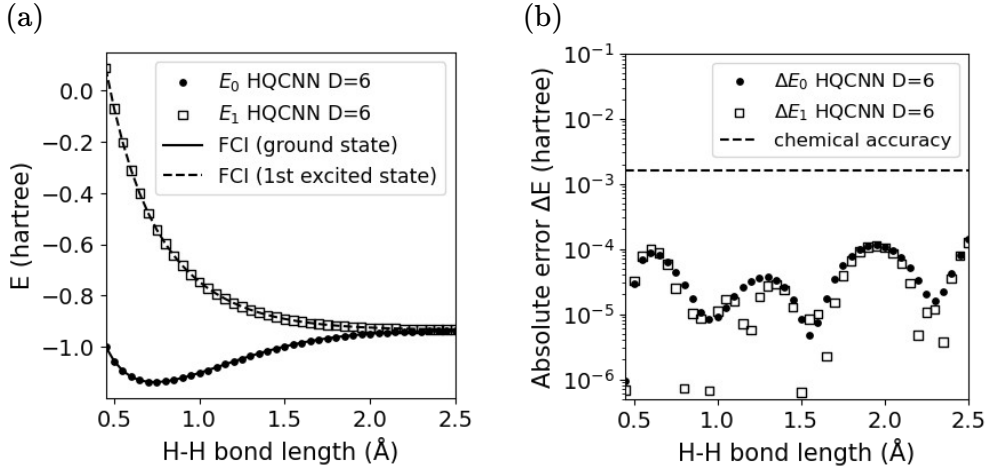 (a)
E (hartree)
0.0
−0.2
−0.4
−0.6
−0.8
−1.0
E₀ HQCNN D=6
E₁ HQCNN D=6
FCI (ground state)
FCI (1st excited state)
0.5 1.0 1.5 2.0 2.5
H-H bond length (Å)
(b)
Absolute error ΔE (hartree)
10⁻¹
10⁻²
10⁻³
10⁻⁴
10⁻⁵
10⁻⁶
ΔE₀ HQCNN D=6
ΔE₁ HQCNN D=6
chemical accuracy
0.5 1.0 1.5 2.0 2.5
H-H bond length (Å)